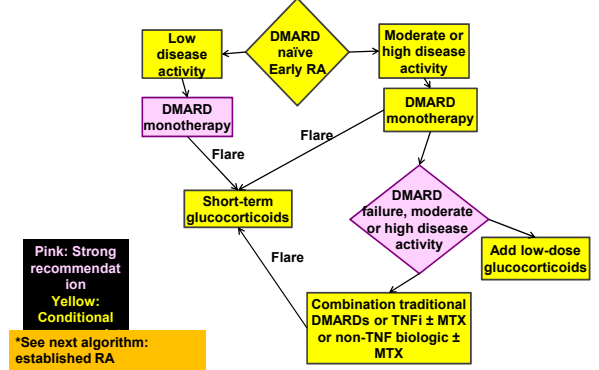 Low
disease
activity
DMARD
naïve
Early RA
Moderate or
high disease
activity
DMARD
monotherapy
DMARD
monotherapy
Flare
Flare
Short-term
glucocorticoids
DMARD
failure, moderate
or high disease
activity
Add low-dose
glucocorticoids
Flare
Combination traditional
DMARDs or TNFi ± MTX
or non-TNF biologic ±
MTX
Pink: Strong
recommendat
ion
Yellow:
Conditional
*See next algorithm:
established RA